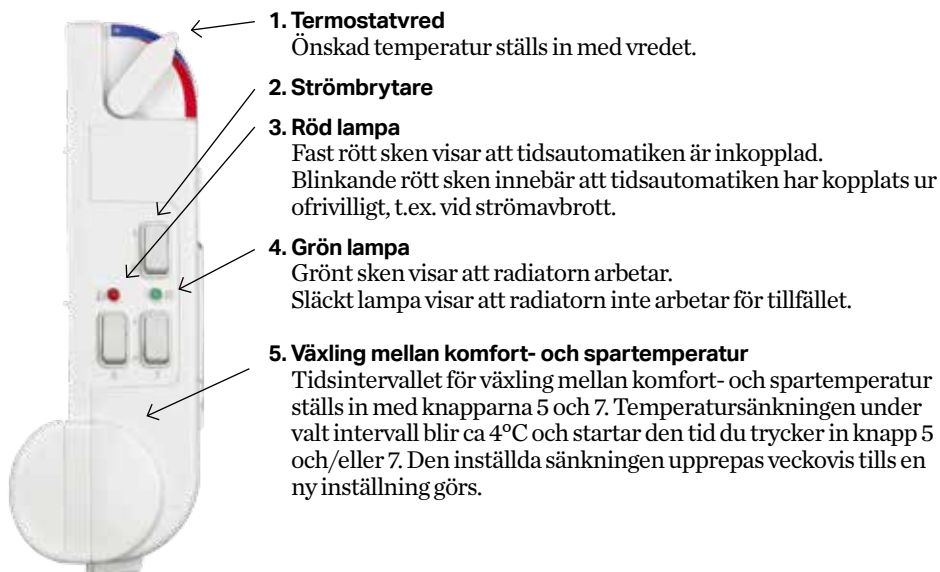 1. Termostatvred
Önskad temperatur ställs in med vredet.
2. Strömbrytare
3. Röd lampa
Fast rött sken visar att tidsautomatiken är inkopplad.
Blinkande rött sken innebär att tidsautomatiken har kopplats ur
ofrivilligt, t.ex. vid strömavbrott.
4. Grön lampa
Grönt sken visar att radiatorn arbetar.
Släckt lampa visar att radiatorn inte arbetar för tillfället.
5. Växling mellan komfort- och spartemperatur
Tidsintervallet för växling mellan komfort- och spartemperatur
ställs in med knapparna 5 och 7. Temperatursänkningen under
valt intervall blir ca 4°C och startar den tid du trycker in knapp 5
och/eller 7. Den inställda sänkningen upprepas veckovis tills en
ny inställning görs.